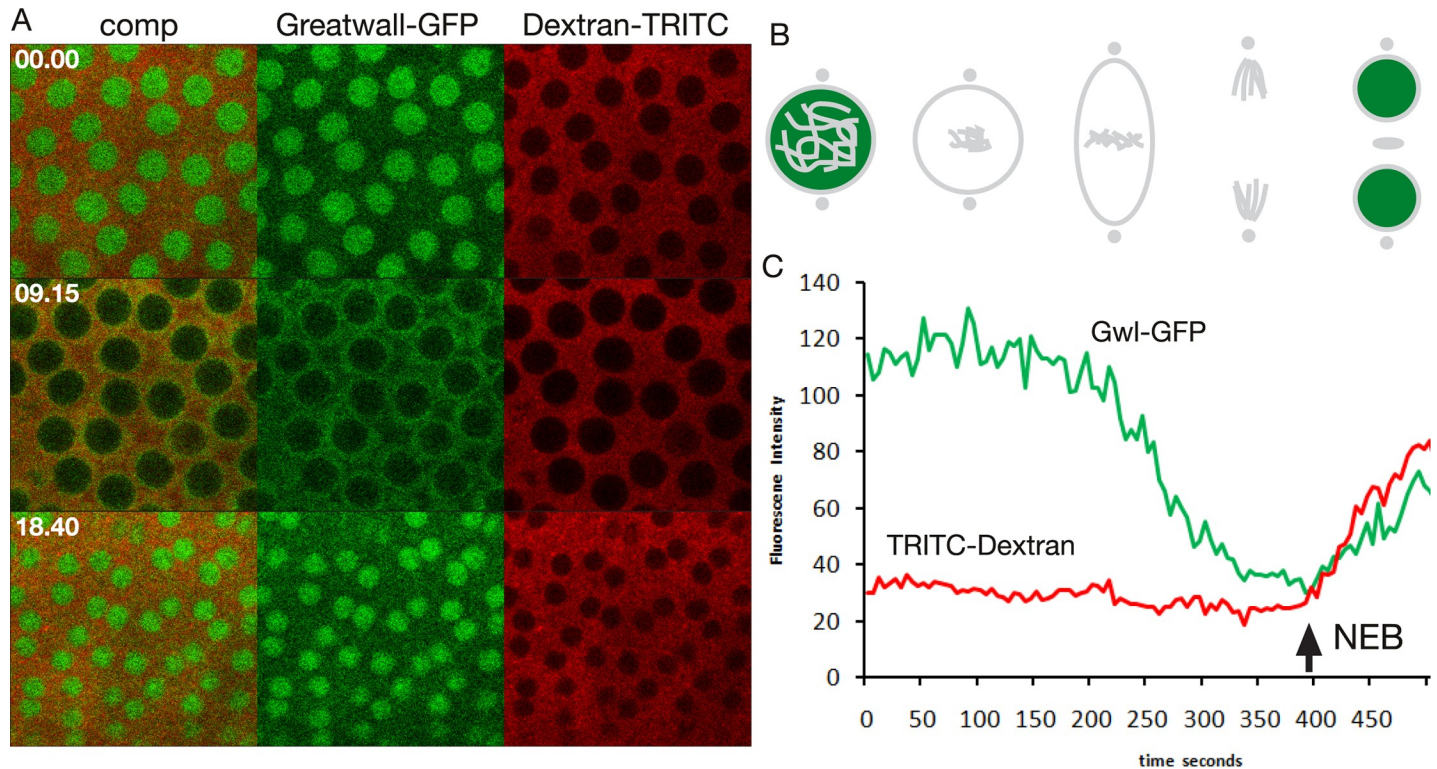 A
comp Greatwall-GFP Dextran-TRITC
00.00
09.15
18.40
B
C
140
120
100
80
60
40
20
0
Fluorescene Intensity
Gwl-GFP
TRITC-Dextran
NEB
0 50 100 150 200 250 300 350 400 450
time seconds